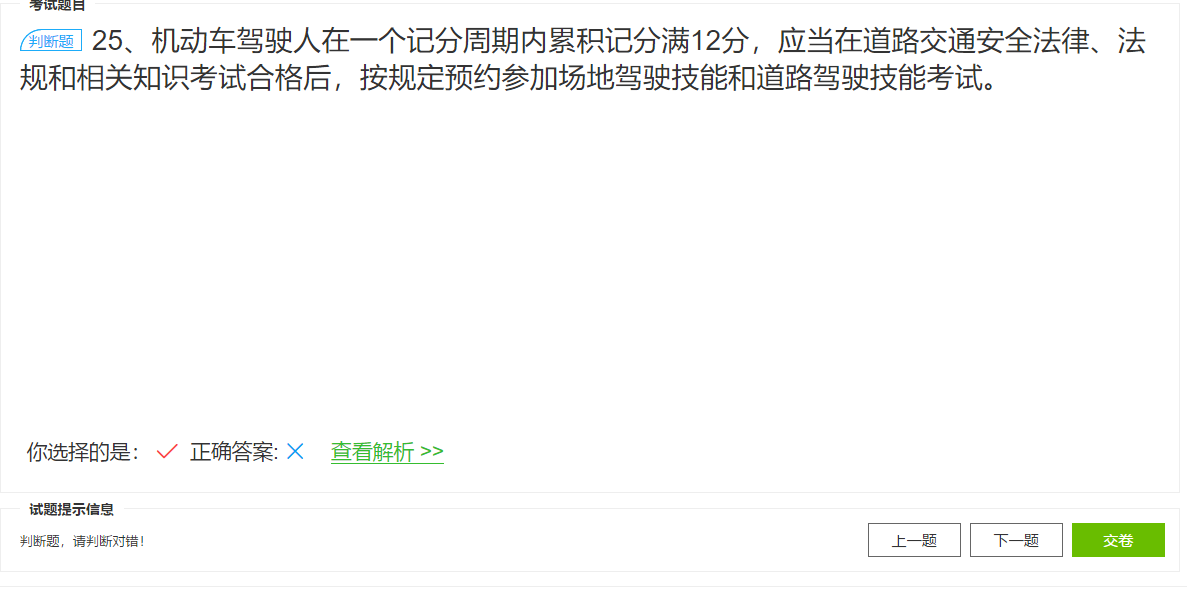 考试题目
判断题 25、机动车驾驶人在一个记分周期内累积记分满12分，应当在道路交通安全法律、法
规和相关知识考试合格后，按规定预约参加场地驾驶技能和道路驾驶技能考试。
你选择的是： 正确答案: 查看解析 >>
试题提示信息
判断题，请判断对错！
上一题 下一题 交卷